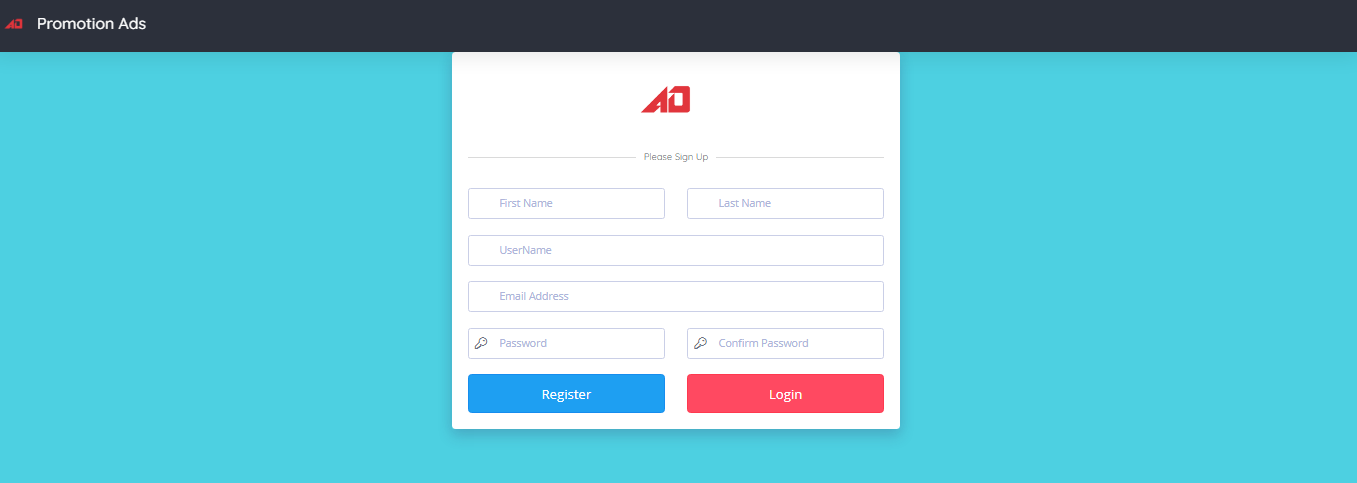 AD Promotion Ads
AD
Please Sign Up
First Name Last Name
UserName
Email Address
Password Confirm Password
Register Login